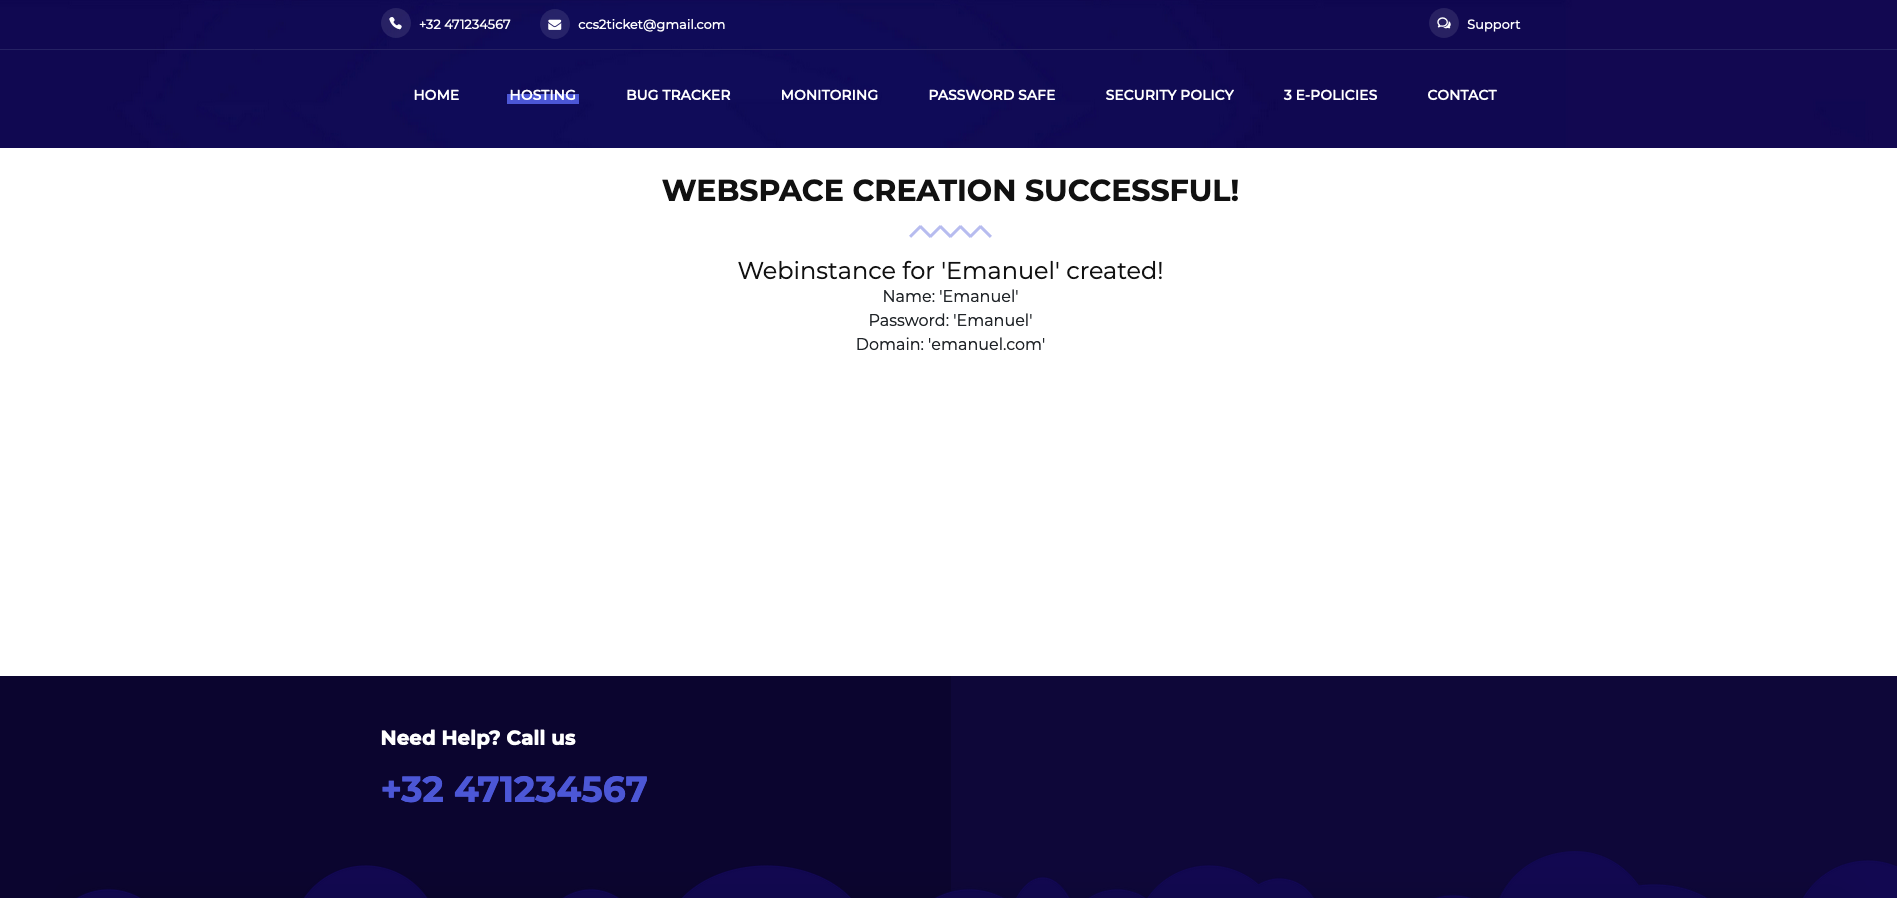 +32 471234567 ccs2ticket@gmail.com Support
HOME HOSTING BUG TRACKER MONITORING PASSWORD SAFE SECURITY POLICY 3 E-POLICIES CONTACT
WEBSPACE CREATION SUCCESSFUL!
Webinstance for 'Emanuel' created!
Name: 'Emanuel'
Password: 'Emanuel'
Domain: 'emanuel.com'
Need Help? Call us
+32 471234567